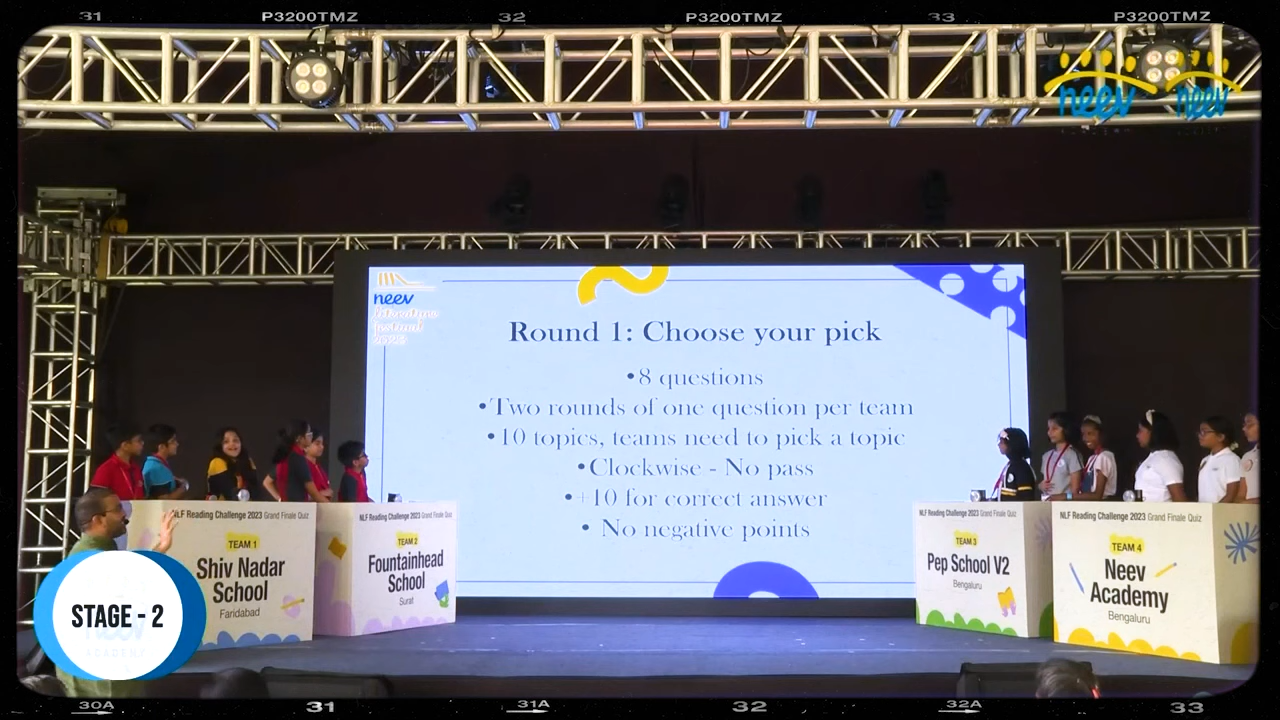 31 P3200TMZ 32 P3200TMZ 33 P3200TMZ
neev neev
neev
literature
festival
Round 1: Choose your pick
•8 questions
•Two rounds of one question per team
•10 topics, teams need to pick a topic
•Clockwise - No pass
•+10 for correct answer
• No negative points
NLF Reading Challenge 2023 Grand Finale Quiz
TEAM 1
Shiv Nadar
School
Faridabad
NLF Reading Challenge 2023 Grand Finale Quiz
TEAM 2
Fountainhead
School
Surat
NLF Reading Challenge 2023 Grand Finale Quiz
TEAM 3
Pep School V2
Bengaluru
NLF Reading Challenge 2023 Grand Finale Quiz
TEAM 4
Neev
Academy
Bengaluru
STAGE - 2
neev
ACADEMY
30A 31 31A 32 32A 33